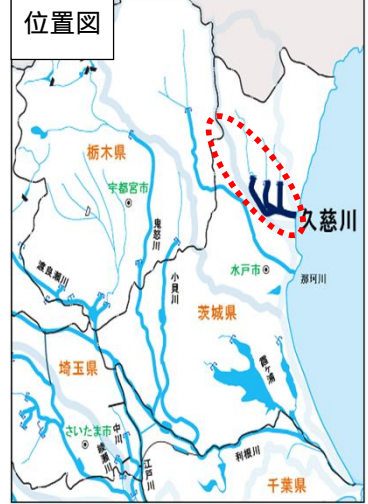 位置図
栃木県
宇都宮市
鬼怒川
小貝川
久慈川
水戸市
那珂川
渡良瀬川
茨城県
埼玉県
霞ヶ浦
さいたま市
中川
綾瀬川
江戸川
利根川
千葉県